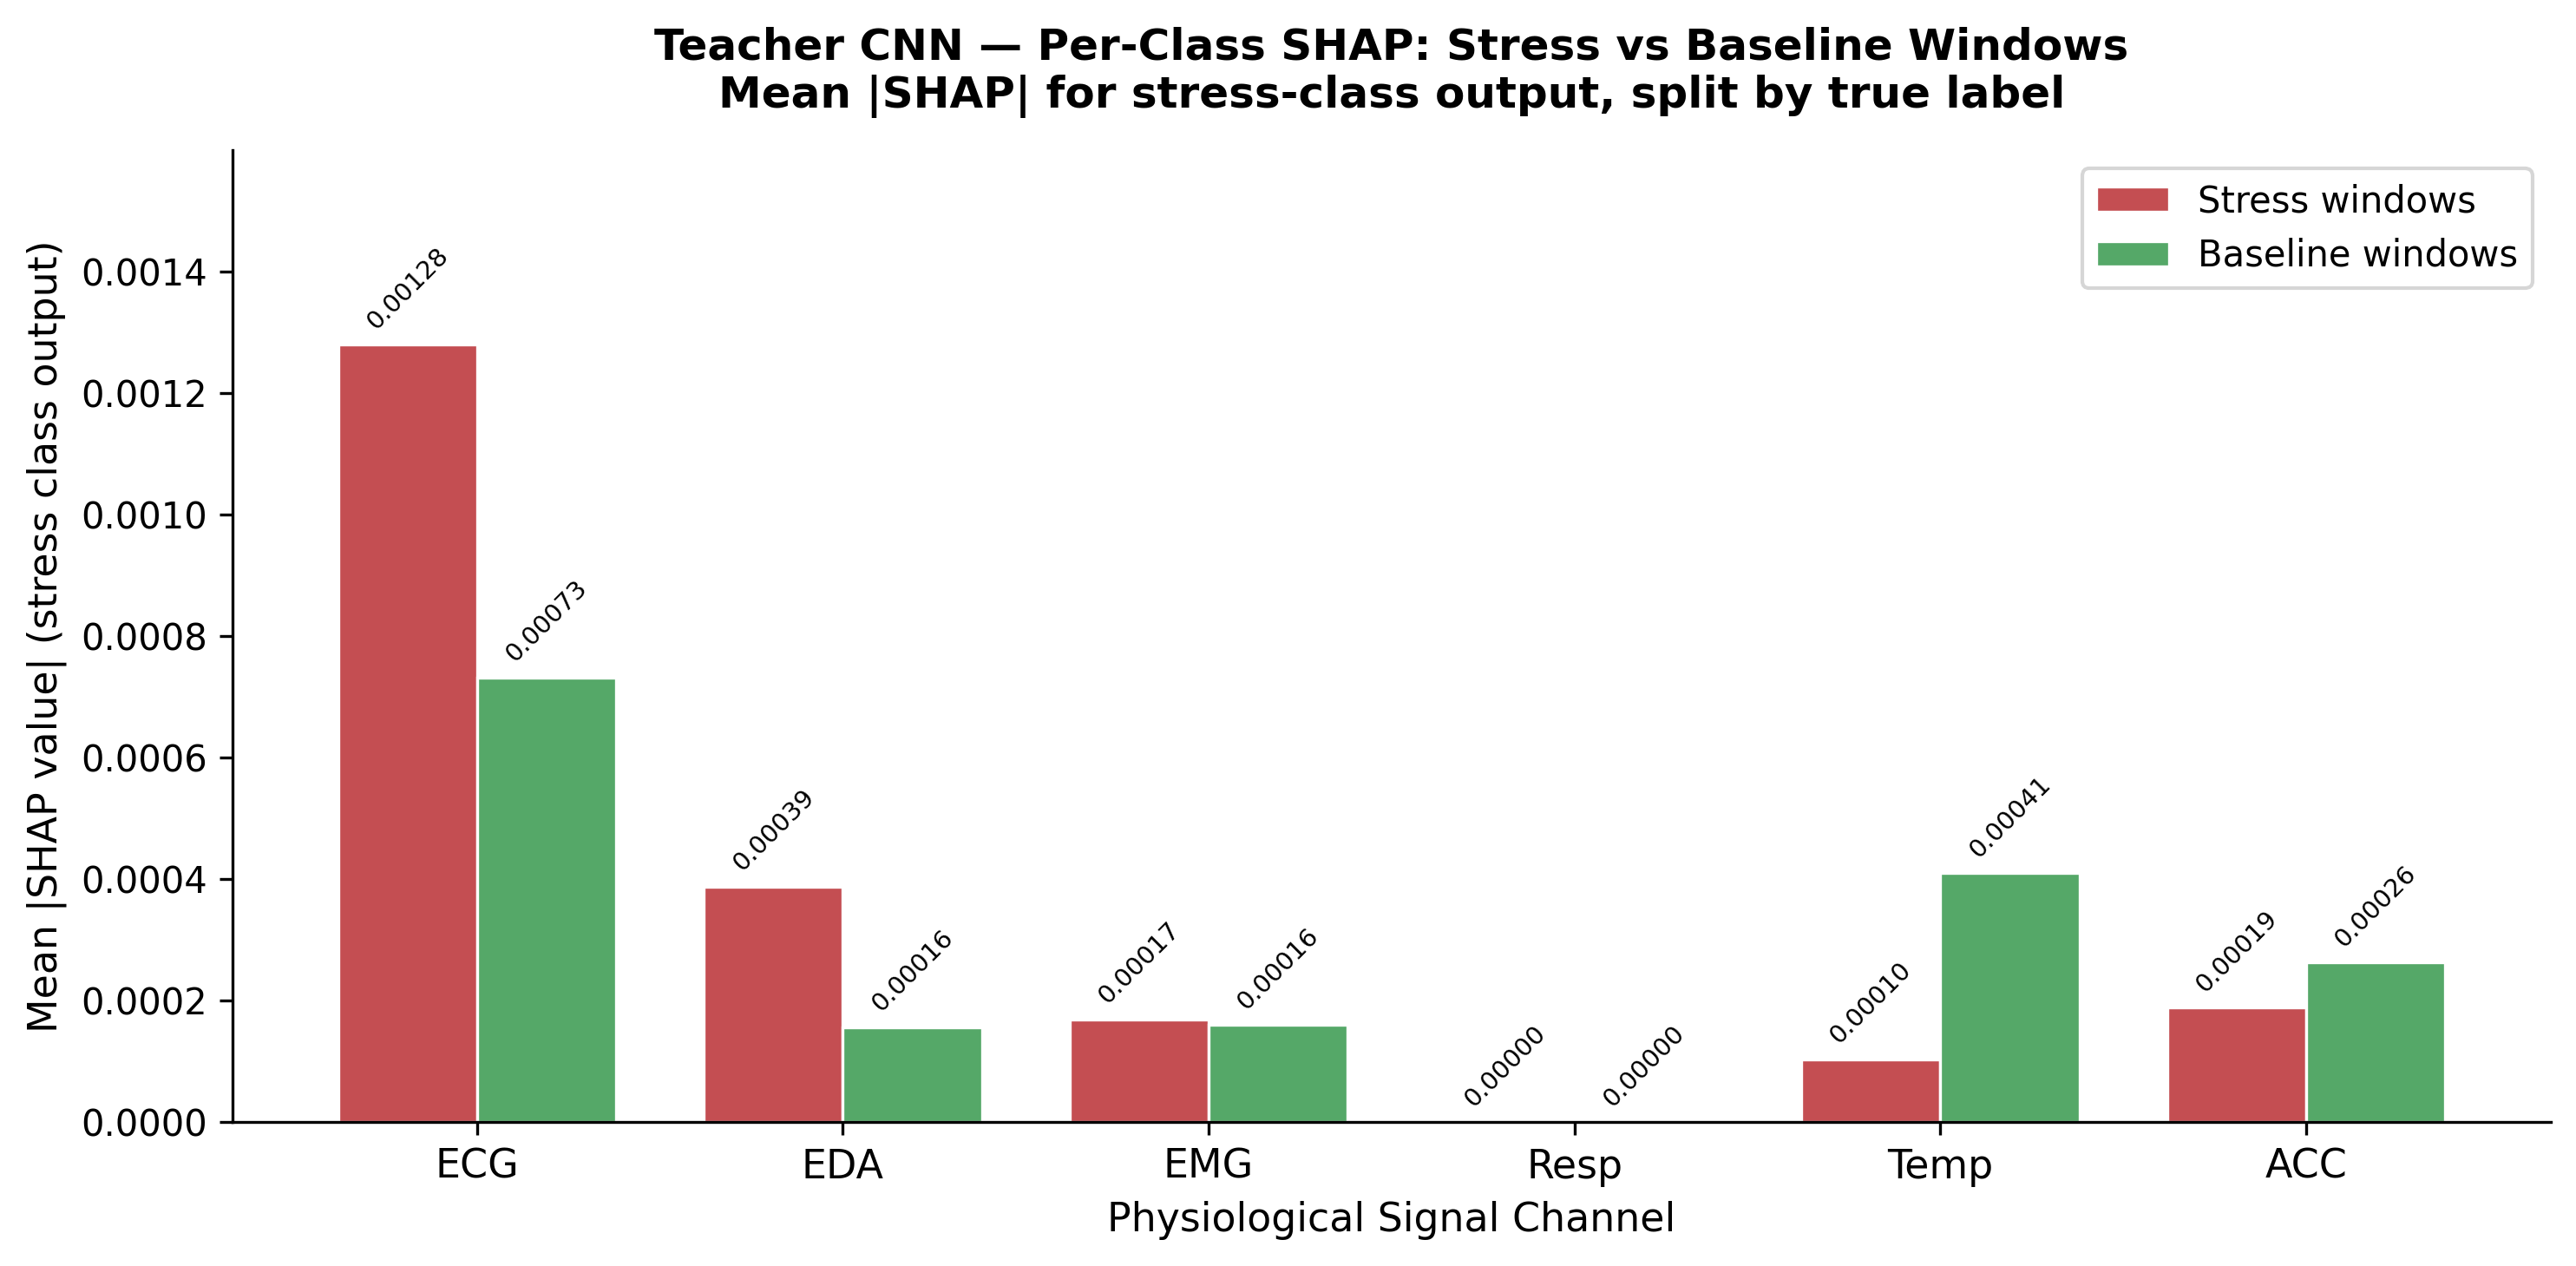 Teacher CNN — Per-Class SHAP: Stress vs Baseline Windows
Mean |SHAP| for stress-class output, split by true label
Stress windows
Baseline windows
Mean |SHAP value| (stress class output)
0.0014
0.0012
0.0010
0.0008
0.0006
0.0004
0.0002
0.0000
0.00128
0.00073
0.00039
0.00016
0.00017
0.00016
0.00000
0.00000
0.00010
0.00041
0.00019
0.00026
ECG
EDA
EMG
Resp
Temp
ACC
Physiological Signal Channel